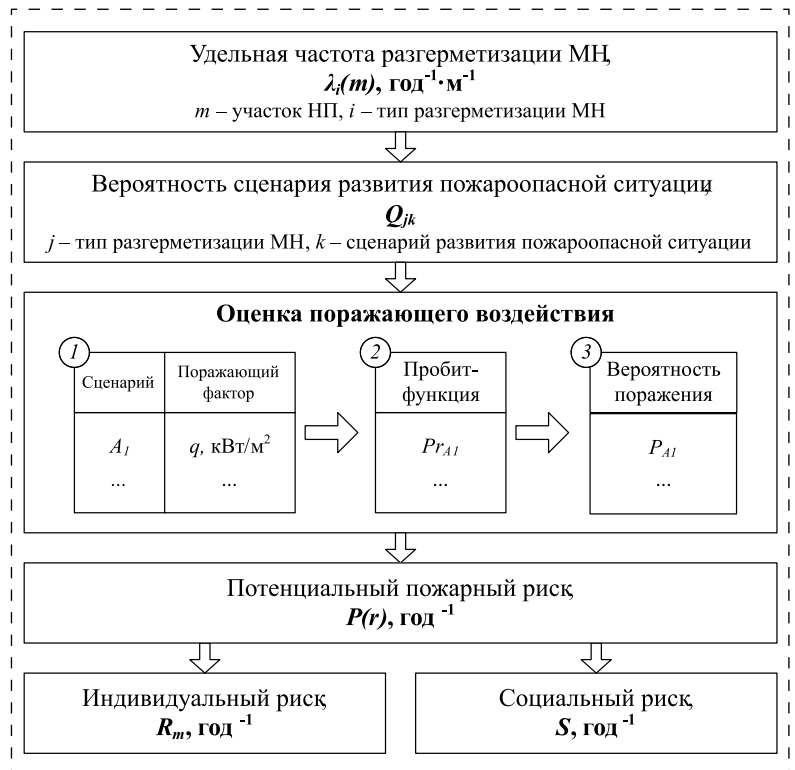 Удельная частота разгерметизации МН,
λi(m), год⁻¹·м⁻¹
m – участок НП, i – тип разгерметизации МН
Вероятность сценария развития пожароопасной ситуации,
Qjk
j – тип разгерметизации МН, k – сценарий развития пожароопасной ситуации
Оценка поражающего воздействия
1
Сценарий
Поражающий
фактор
A1
q, кВт/м²
...
...
2
Пробит-
функция
PrA1
...
3
Вероятность
поражения
PA1
...
Потенциальный пожарный риск,
P(r), год ⁻¹
Индивидуальный риск,
Rm, год ⁻¹
Социальный риск,
S, год ⁻¹